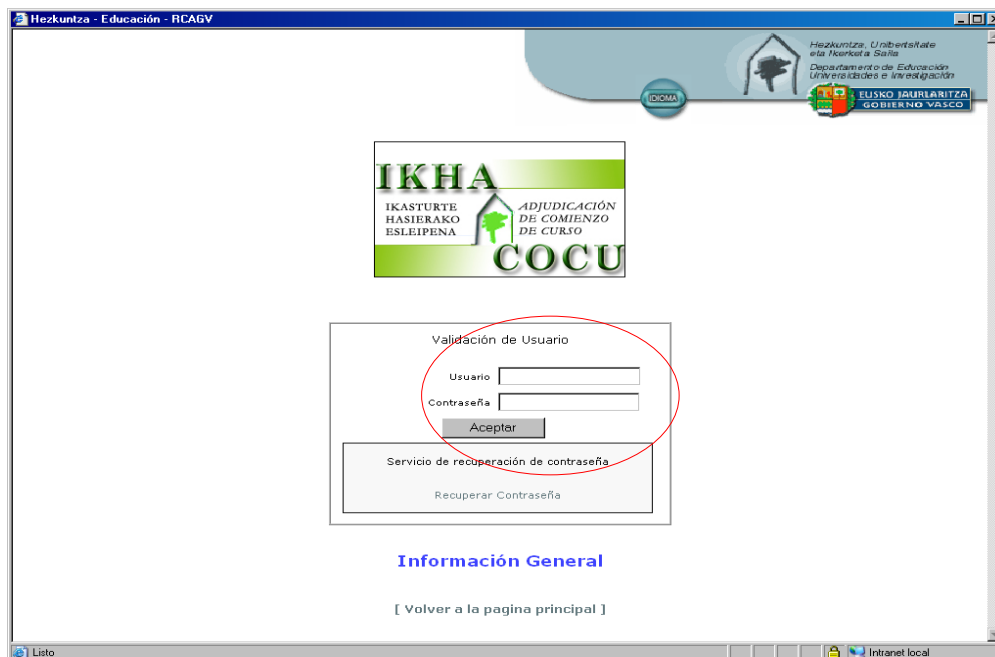 Hezkuntza - Educación - RCAGV
Hezkuntza, Unibertsitate
eta Ikerketa Saila
Departamento de Educación
Universidades e Investigación
IDIOMA
EUSKO JAURLARITZA
GOBIERNO VASCO
IKHA
IKASTURTE
HASIERAKO
ESLEIPENA
ADJUDICACIÓN
DE COMIENZO
DE CURSO
COCU
Validación de Usuario
Usuario
Contraseña
Aceptar
Servicio de recuperación de contraseña
Recuperar Contraseña
Información General
[ Volver a la pagina principal ]
Listo
Intranet local